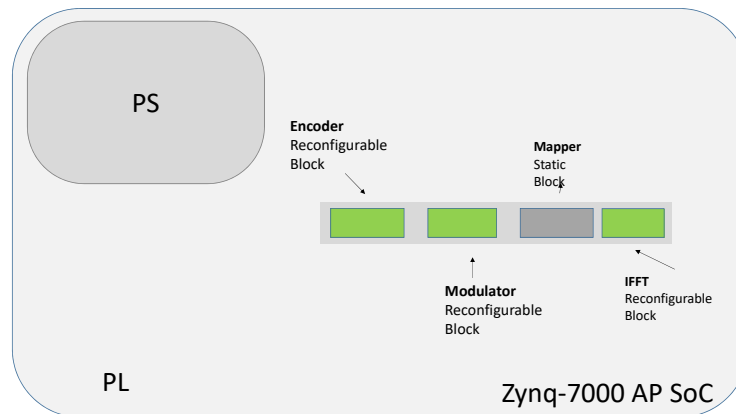 PS
Encoder
Reconfigurable
Block
Mapper
Static
Block
Modulator
Reconfigurable
Block
IFFT
Reconfigurable
Block
PL
Zynq-7000 AP SoC